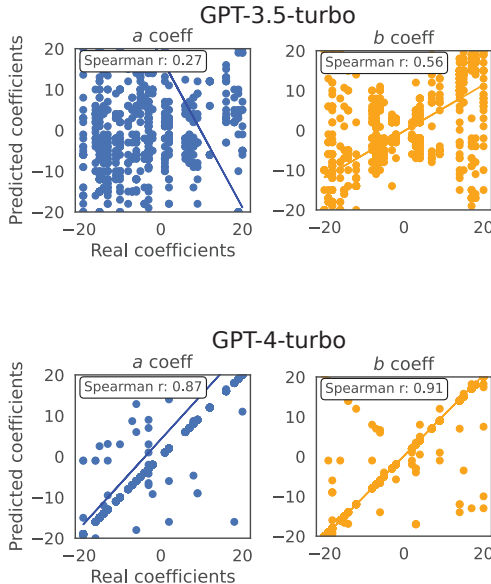 GPT-3.5-turbo
a coeff
b coeff
Predicted coefficients
20
10
0
−10
−20
Spearman r: 0.27
−20
0
20
Real coefficients
20
10
0
−10
−20
Spearman r: 0.56
−20
0
20
GPT-4-turbo
a coeff
b coeff
Predicted coefficients
20
10
0
−10
−20
Spearman r: 0.87
−20
0
20
Real coefficients
20
10
0
−10
−20
Spearman r: 0.91
−20
0
20